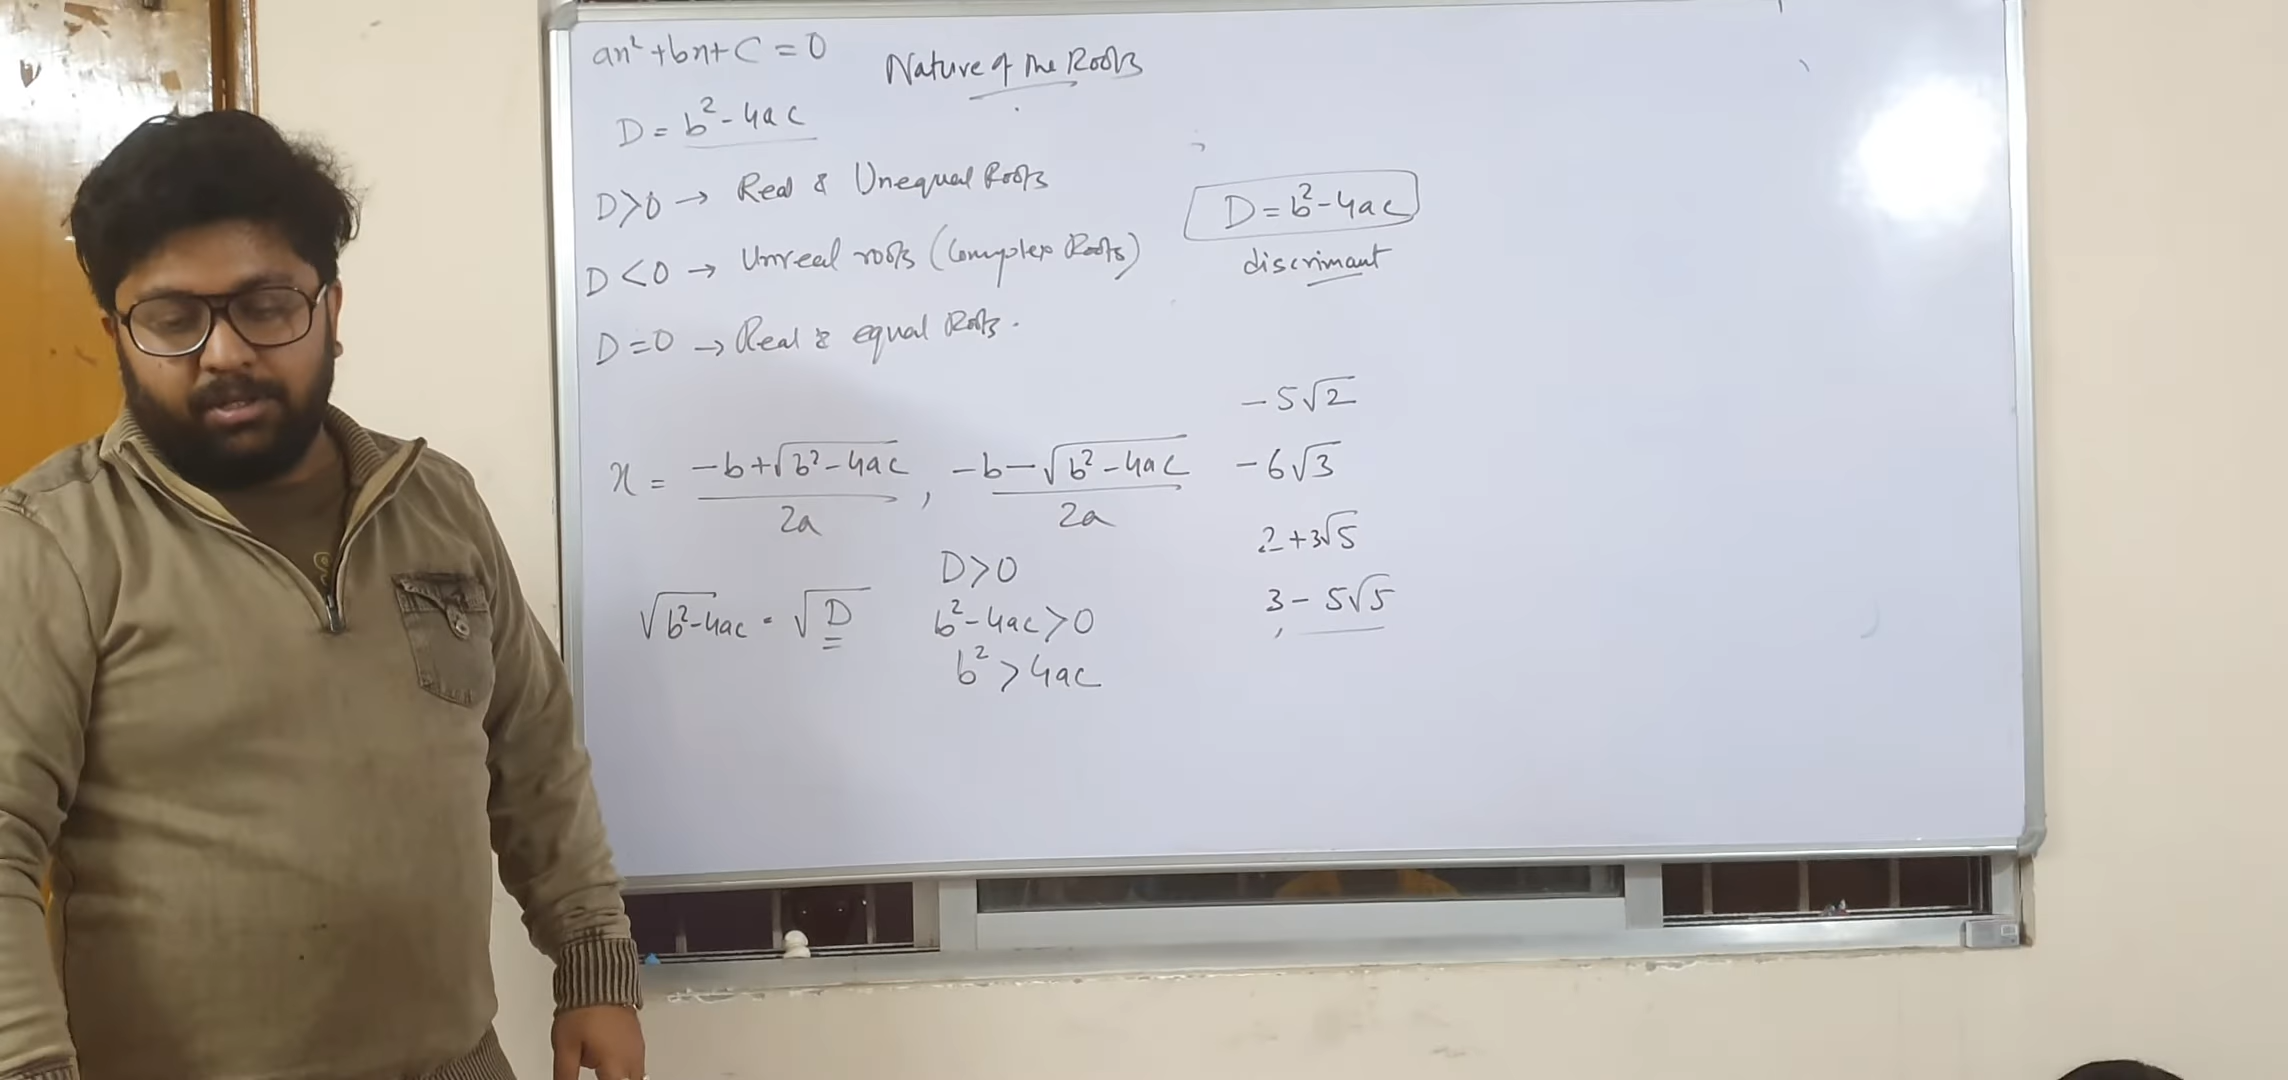 ax² + bx + C = 0
Nature of the Roots
D = b² - 4ac
D>0 → Real & Unequal Roots
D<0 → Unreal roots (Complex Roots)
D=0 → Real & equal Roots.
D = b² - 4ac
discrimant
x = (-b+√(b²-4ac))/2a , (-b-√(b²-4ac))/2a
√(b²-4ac) = √D
D>0
b²-4ac>0
b²>4ac
-5√2
-6√3
2+3√5
3-5√5